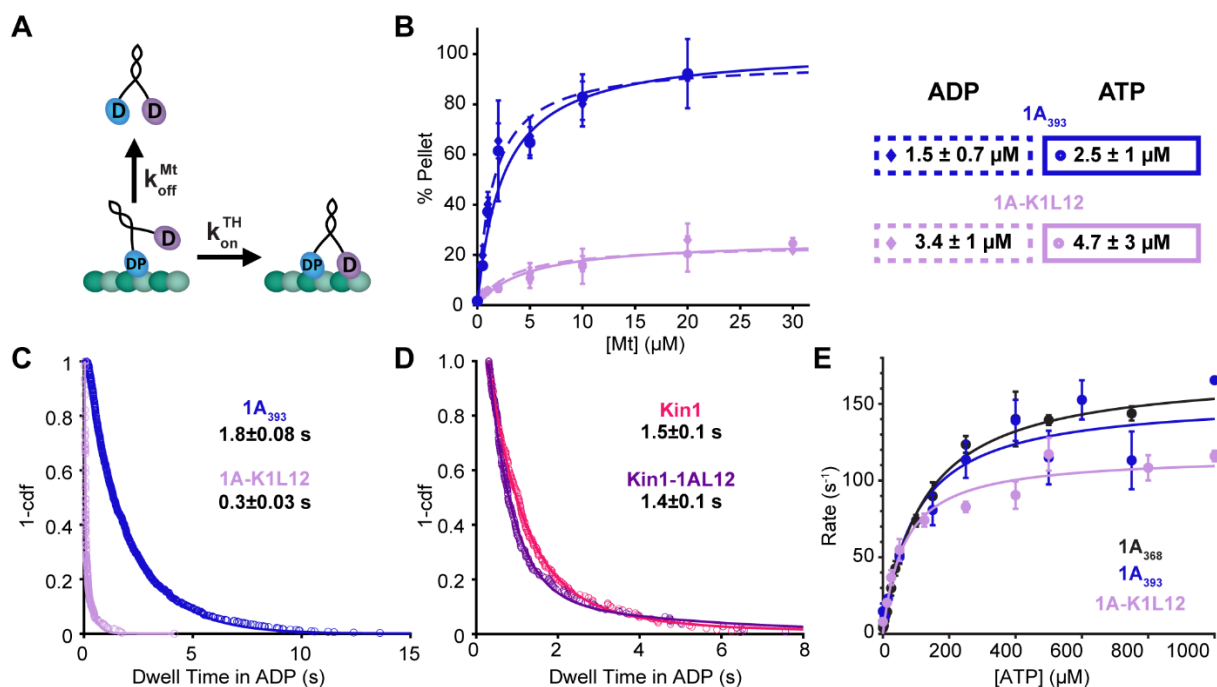 A
D D
k_off^Mt
D
DP
k_on^TH
DP D
B
% Pellet
100
80
60
40
20
0
0 5 10 15 20 25 30
[Mt] (µM)
ADP ATP
1A₃₉₃
1.5 ± 0.7 µM 2.5 ± 1 µM
1A-K1L12
3.4 ± 1 µM 4.7 ± 3 µM
C
1-cdf
1
0.8
0.6
0.4
0.2
0
1A₃₉₃
1.8±0.08 s
1A-K1L12
0.3±0.03 s
0 5 10 15
Dwell Time in ADP (s)
D
1-cdf
1.0
0.8
0.6
0.4
0.2
0
Kin1
1.5±0.1 s
Kin1-1AL12
1.4±0.1 s
0 2 4 6 8
Dwell Time in ADP (s)
E
Rate (s⁻¹)
150
100
50
0
1A₃₆₈
1A₃₉₃
1A-K1L12
0 200 400 600 800 1000
[ATP] (µM)